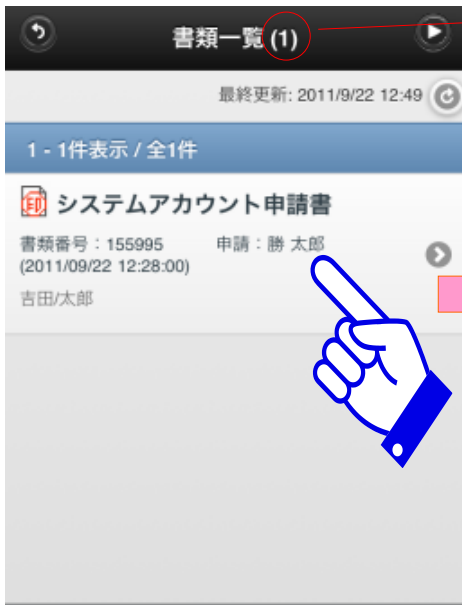 書類一覧 (1)
最終更新: 2011/9/22 12:49
1 - 1件表示 / 全1件
システムアカウント申請書
書類番号：155995 申請：勝 太郎
(2011/09/22 12:28:00)
吉田/太郎